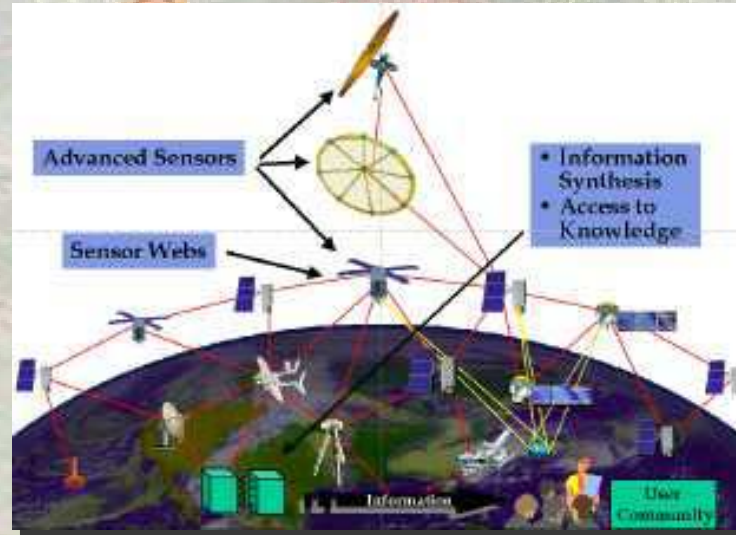 Advanced Sensors
• Information
Synthesis
• Access to
Knowledge
Sensor Webs
Information
User
Community